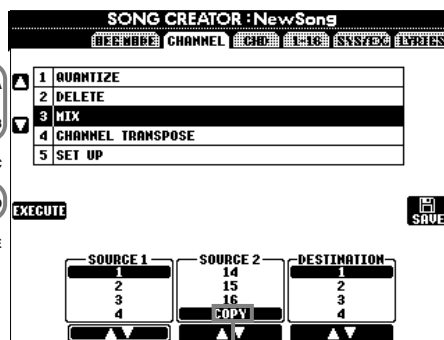 SONG CREATOR : NewSong
REC MODE CHANNEL CHD 1-16 SYS/EX. LYRICS
1 QUANTIZE
2 DELETE
3 MIX
4 CHANNEL TRANSPOSE
5 SET UP
EXECUTE
SAVE
SOURCE 1 SOURCE 2 DESTINATION
1 14 1
2 15 2
3 16 3
4 COPY 4